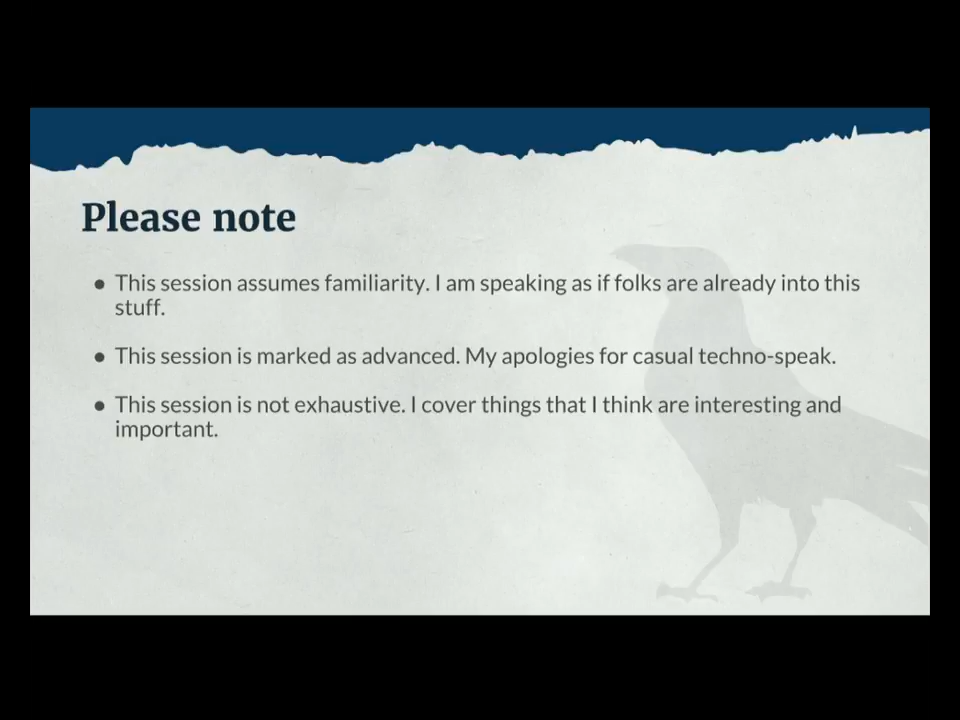 Please note
● This session assumes familiarity. I am speaking as if folks are already into this
stuff.
● This session is marked as advanced. My apologies for casual techno-speak.
● This session is not exhaustive. I cover things that I think are interesting and
important.